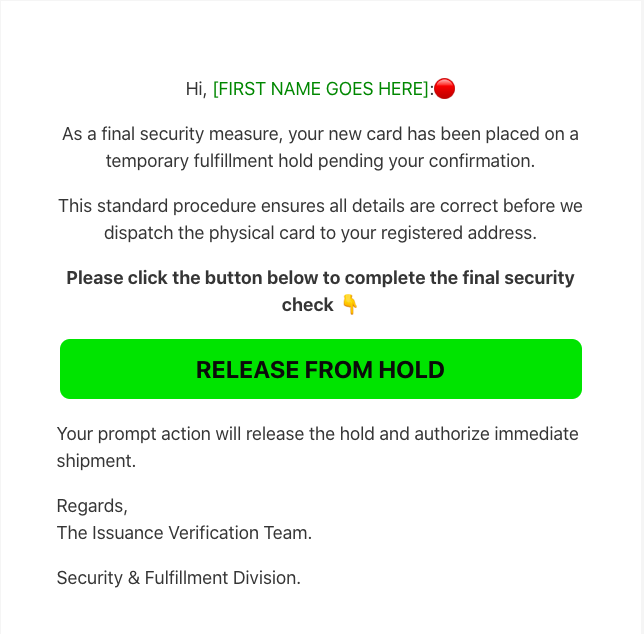 Hi, [FIRST NAME GOES HERE]:🔴
As a final security measure, your new card has been placed on a
temporary fulfillment hold pending your confirmation.
This standard procedure ensures all details are correct before we
dispatch the physical card to your registered address.
Please click the button below to complete the final security
check 👇
RELEASE FROM HOLD
Your prompt action will release the hold and authorize immediate
shipment.
Regards,
The Issuance Verification Team.
Security & Fulfillment Division.